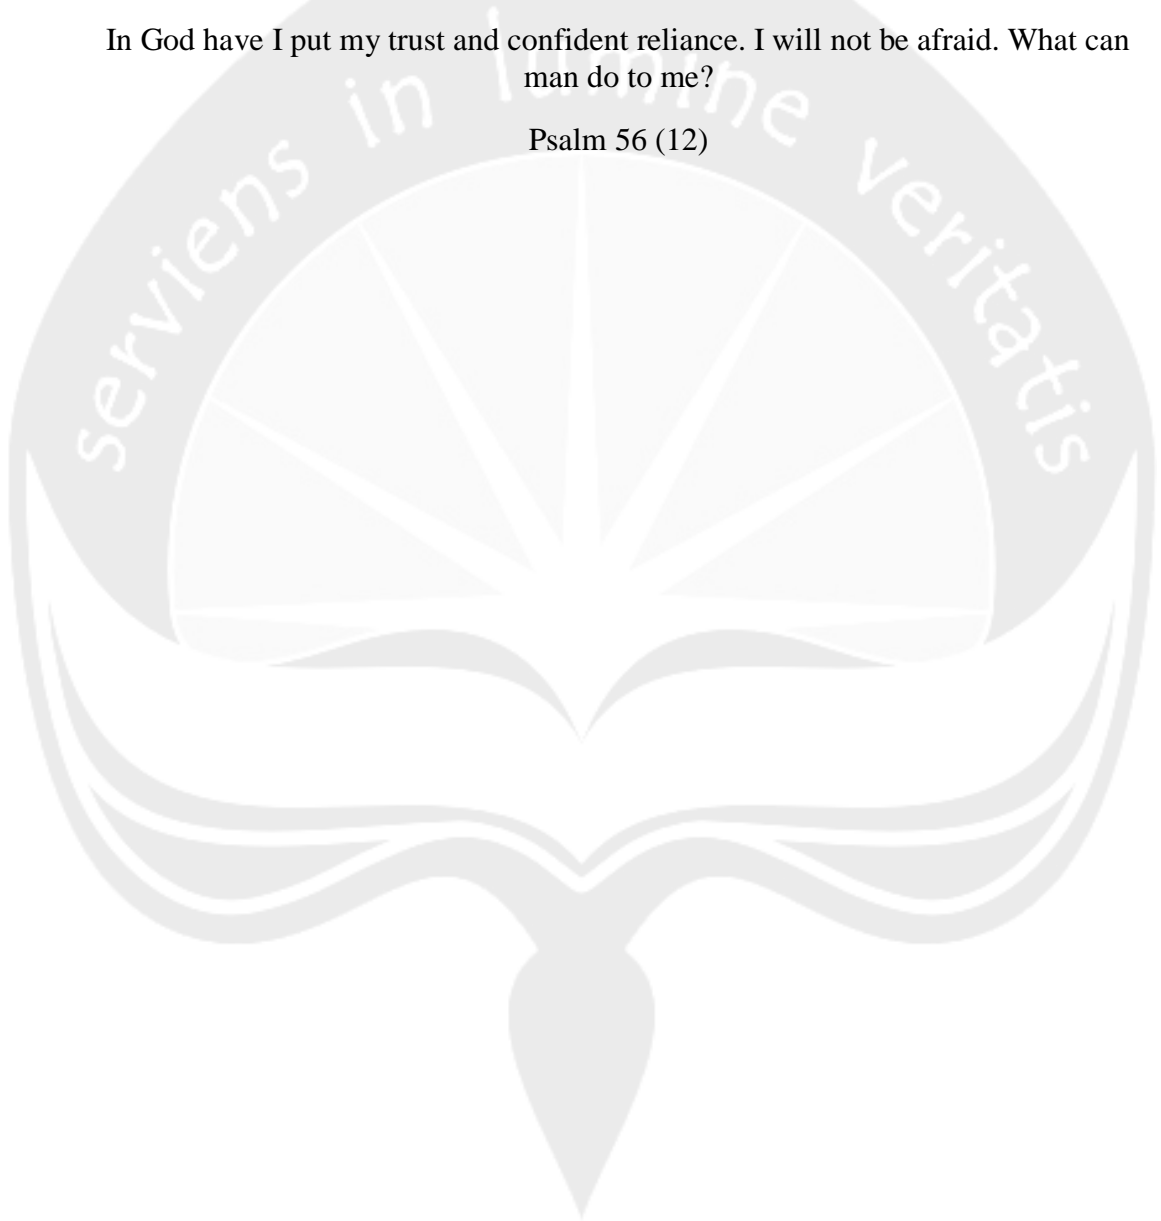 In God have I put my trust and confident reliance. I will not be afraid. What can
man do to me?
Psalm 56 (12)
serviens in lumine veritatis